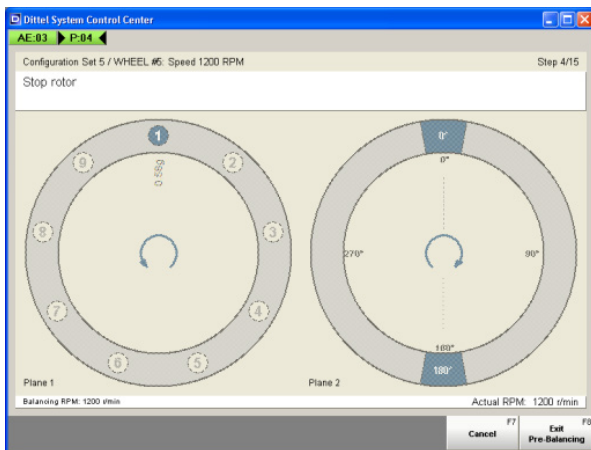 Dittel System Control Center
AE:03 P:04
Configuration Set 5 / WHEEL #5: Speed 1200 RPM Step 4/15
Stop rotor
1
2
3
4
5
6
7
8
9
0.58g
Plane 1
0°
0°
90°
180°
180°
270°
Plane 2
Balancing RPM: 1200 r/min Actual RPM: 1200 r/min
F7
Cancel
F8
Exit
Pre-Balancing